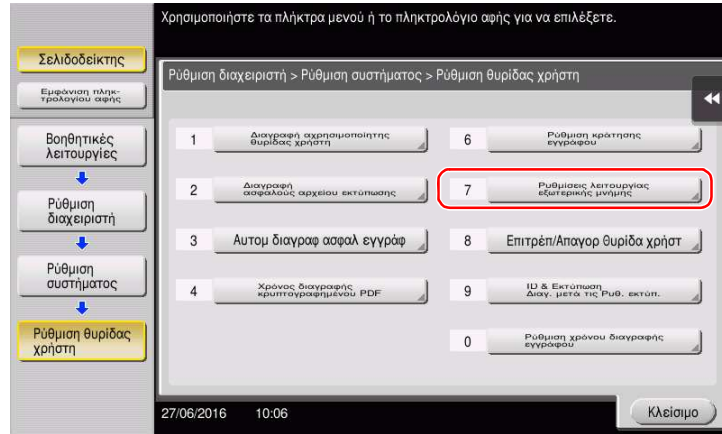 Χρησιμοποιήστε τα πλήκτρα μενού ή το πληκτρολόγιο αφής για να επιλέξετε.
Σελιδοδείκτης
Εμφάνιση πληκ-
τρολογίου αφής
Βοηθητικές
λειτουργίες
Ρύθμιση
διαχειριστή
Ρύθμιση
συστήματος
Ρύθμιση θυρίδας
χρήστη
Ρύθμιση διαχειριστή > Ρύθμιση συστήματος > Ρύθμιση θυρίδας χρήστη
1 Διαγραφή αχρησιμοποίητης
θυρίδας χρήστη
2 Διαγραφή
ασφαλούς αρχείου εκτύπωσης
3 Αυτομ διαγραφ ασφαλ εγγράφ
4 Χρόνος διαγραφής
κρυπτογραφημένου PDF
6 Ρύθμιση κράτησης
εγγράφου
7 Ρυθμίσεις λειτουργίας
εξωτερικής μνήμης
8 Επιτρέπ/Απαγορ θυρίδα χρήστ
9 ID & Εκτύπωση
Διαγ. μετά τις Ρυθ. εκτύπ.
0 Ρύθμιση χρόνου διαγραφής
εγγράφου
27/06/2016 10:06
Κλείσιμο